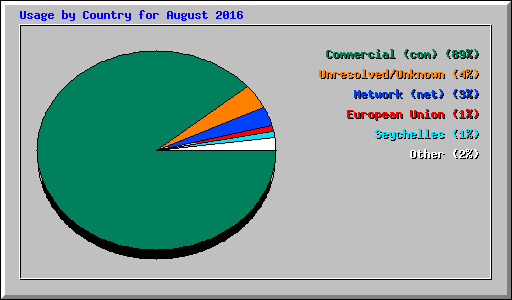 Usage by Country for August 2016
Commercial (com) (89%)
Unresolved/Unknown (4%)
Network (net) (3%)
European Union (1%)
Seychelles (1%)
Other (2%)